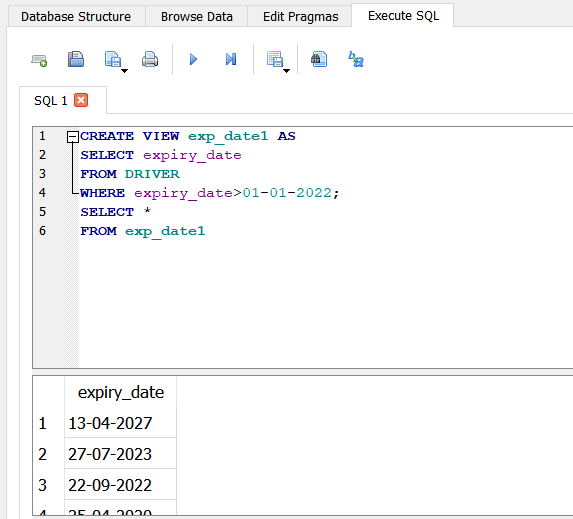 Database Structure Browse Data Edit Pragmas Execute SQL
SQL 1
1 CREATE VIEW exp_date1 AS
2 SELECT expiry_date
3 FROM DRIVER
4 WHERE expiry_date>01-01-2022;
5 SELECT *
6 FROM exp_date1
expiry_date
1 13-04-2027
2 27-07-2023
3 22-09-2022